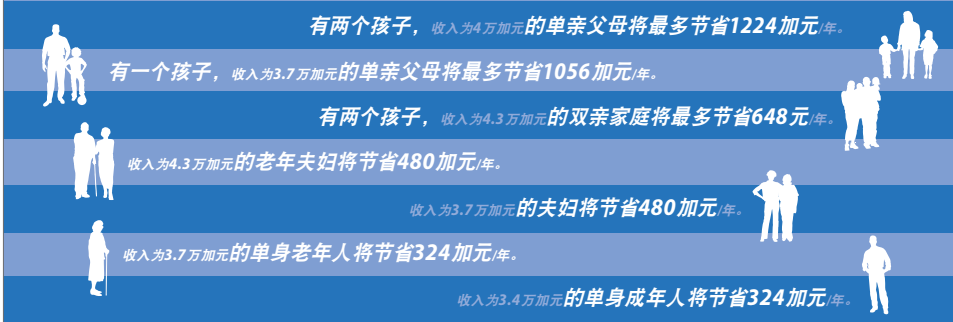 有两个孩子，收入为4万加元的单亲父母将最多节省1224加元/年。
有一个孩子，收入为3.7万加元的单亲父母将最多节省1056加元/年。
有两个孩子，收入为4.3万加元的双亲家庭将最多节省648元/年。
收入为4.3万加元的老年夫妇将节省480加元/年。
收入为3.7万加元的夫妇将节省480加元/年。
收入为3.7万加元的单身老年人将节省324加元/年。
收入为3.4万加元的单身成年人将节省324加元/年。